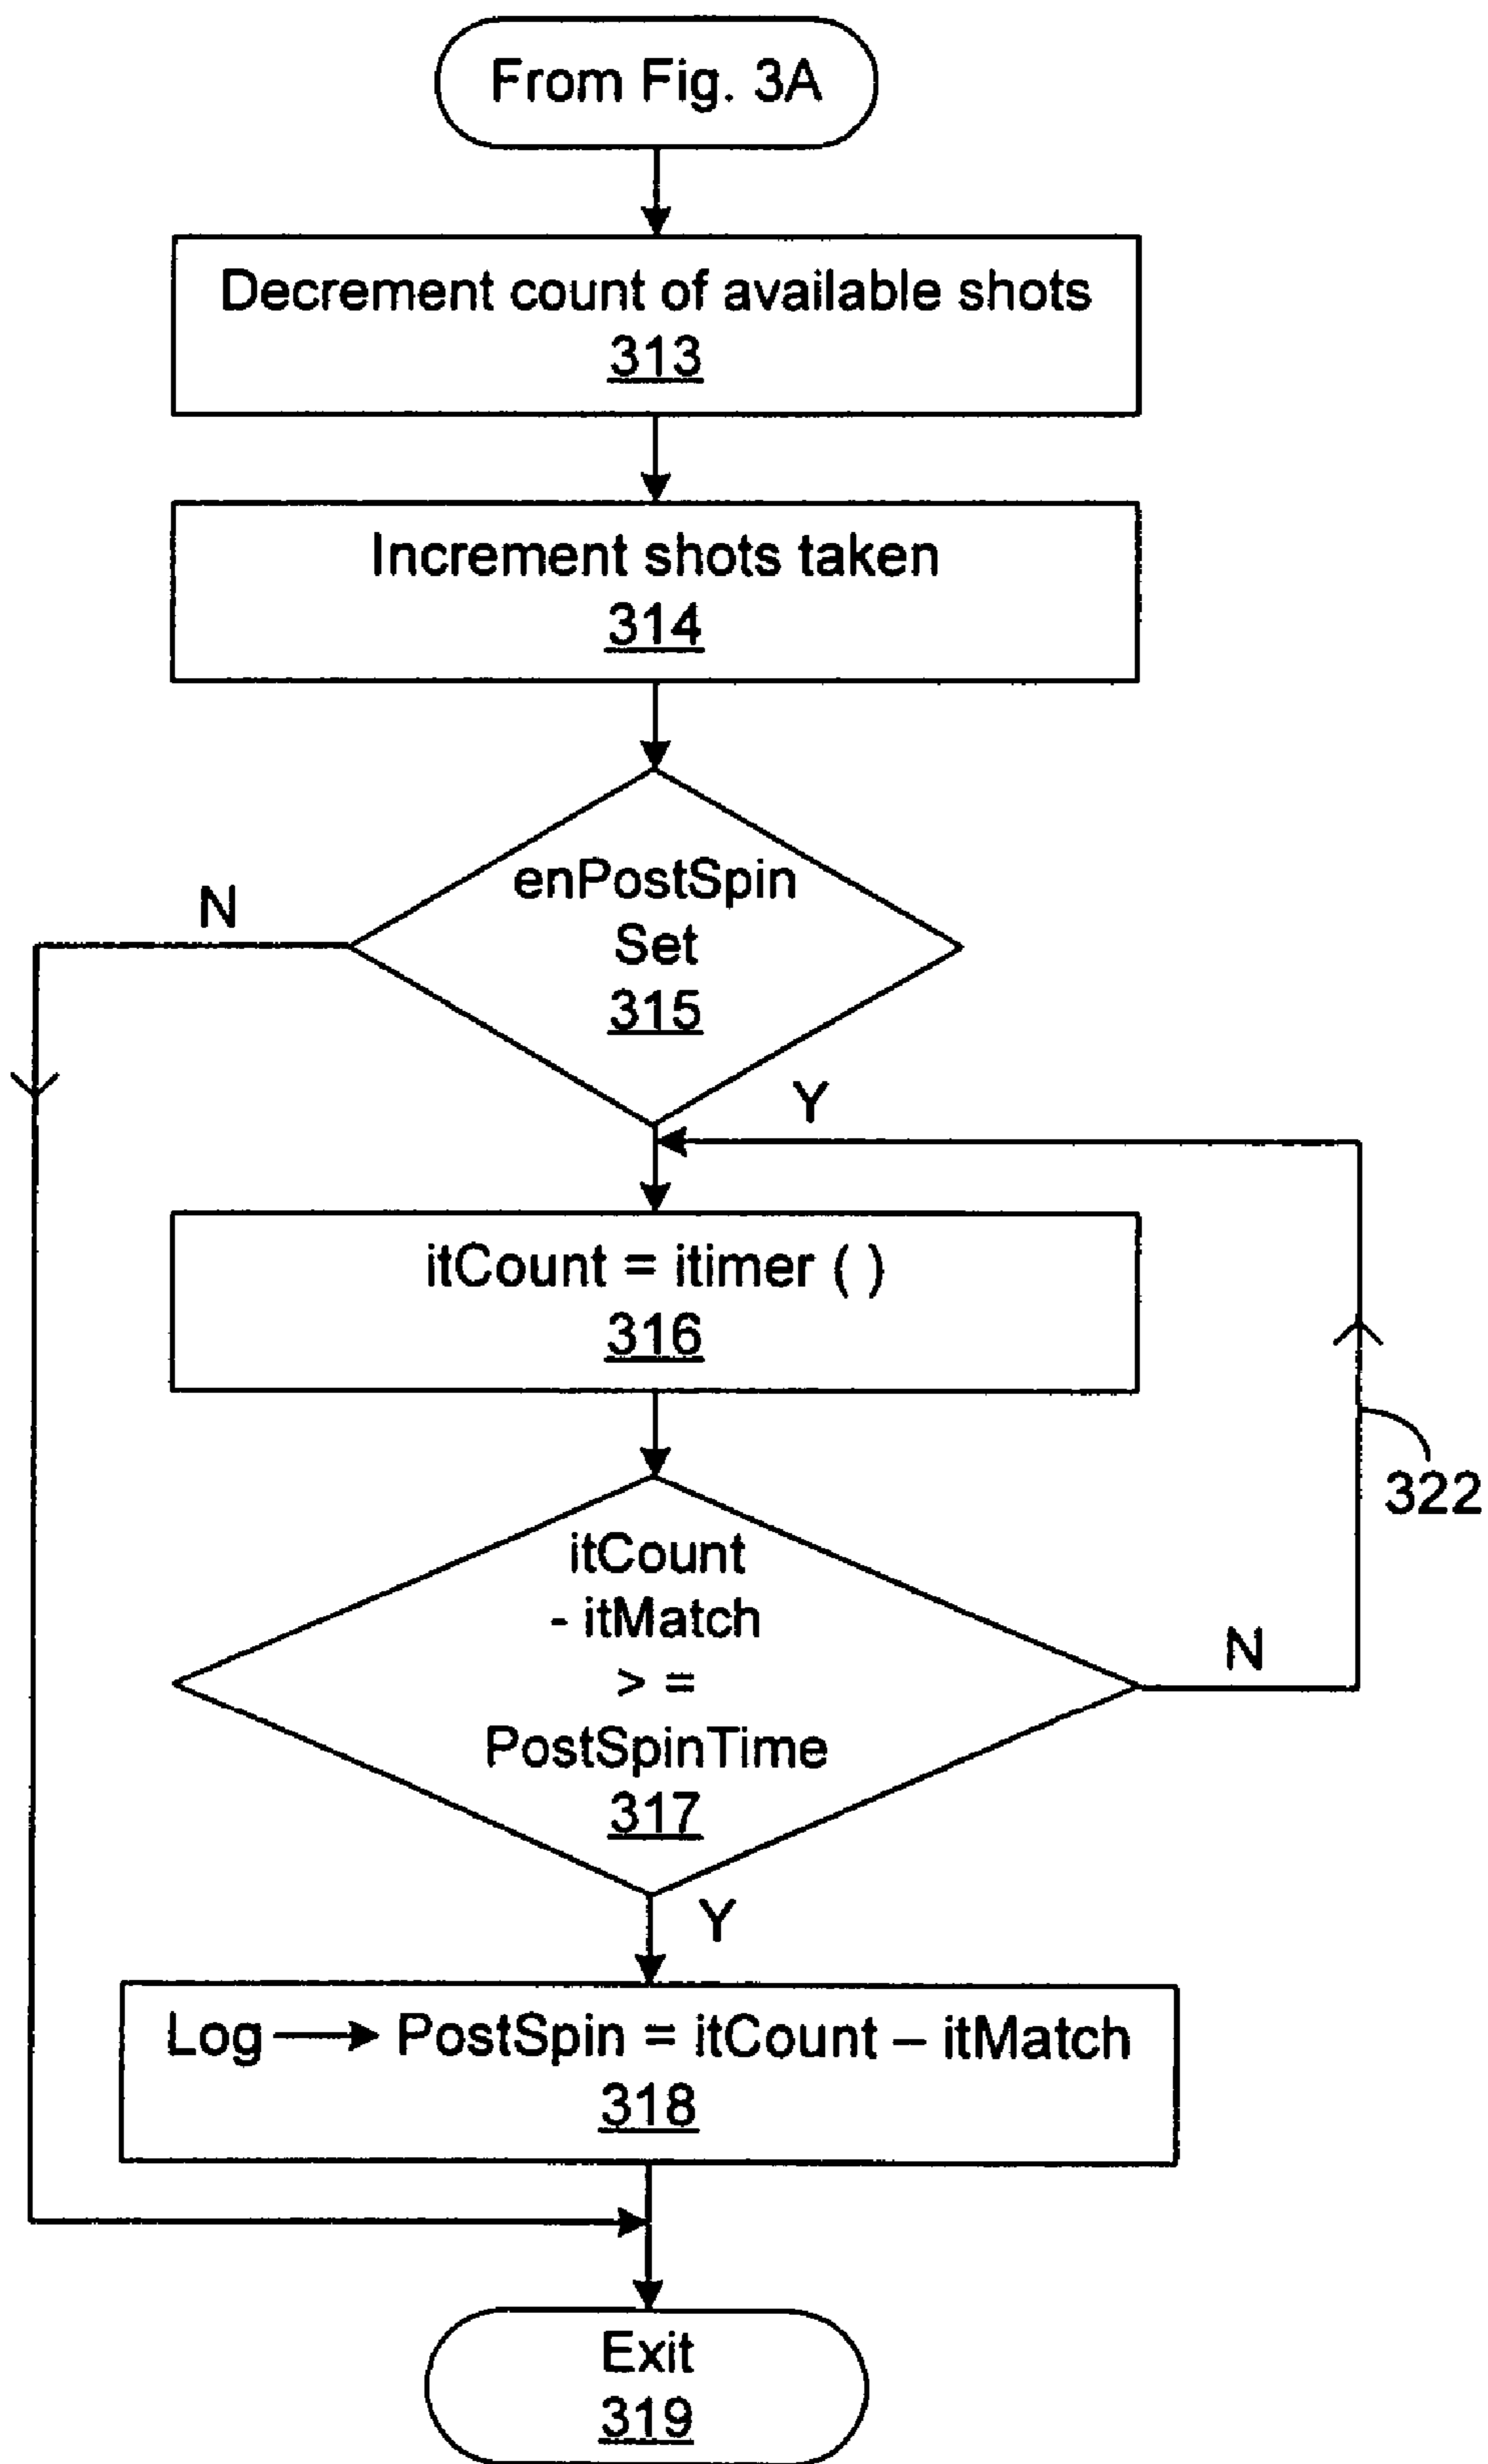 From Fig. 3A
Decrement count of available shots
313
Increment shots taken
314
enPostSpin
Set
315
N
Y
itCount = itimer ( )
316
322
itCount
- itMatch
> =
PostSpinTime
317
N
Y
Log → PostSpin = itCount – itMatch
318
Exit
319